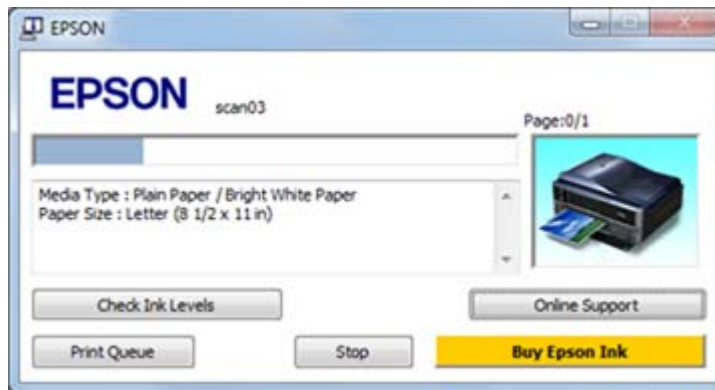 EPSON
EPSON scan03
Page:0/1
Media Type : Plain Paper / Bright White Paper
Paper Size : Letter (8 1/2 x 11 in)
Check Ink Levels
Online Support
Print Queue
Stop
Buy Epson Ink